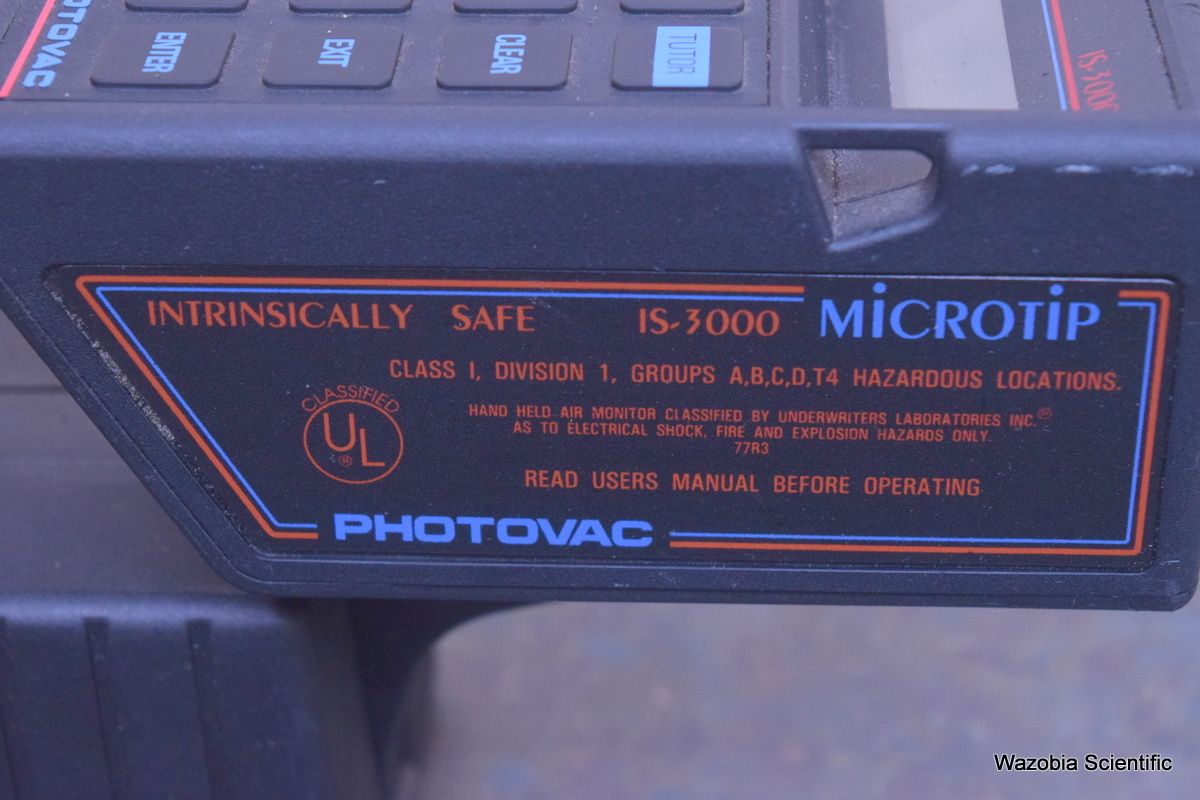 PHOTOVAC
ENTER
EXIT
CLEAR
TUTOR
IS-3000
INTRINSICALLY SAFE IS-3000 MiCROTiP
CLASS I, DIVISION 1, GROUPS A,B,C,D,T4 HAZARDOUS LOCATIONS.
CLASSIFIED
UL®
HAND HELD AIR MONITOR CLASSIFIED BY UNDERWRITERS LABORATORIES INC.®
AS TO ELECTRICAL SHOCK, FIRE AND EXPLOSION HAZARDS ONLY.
77R3
READ USERS MANUAL BEFORE OPERATING
PHOTOVAC
Wazobia Scientific